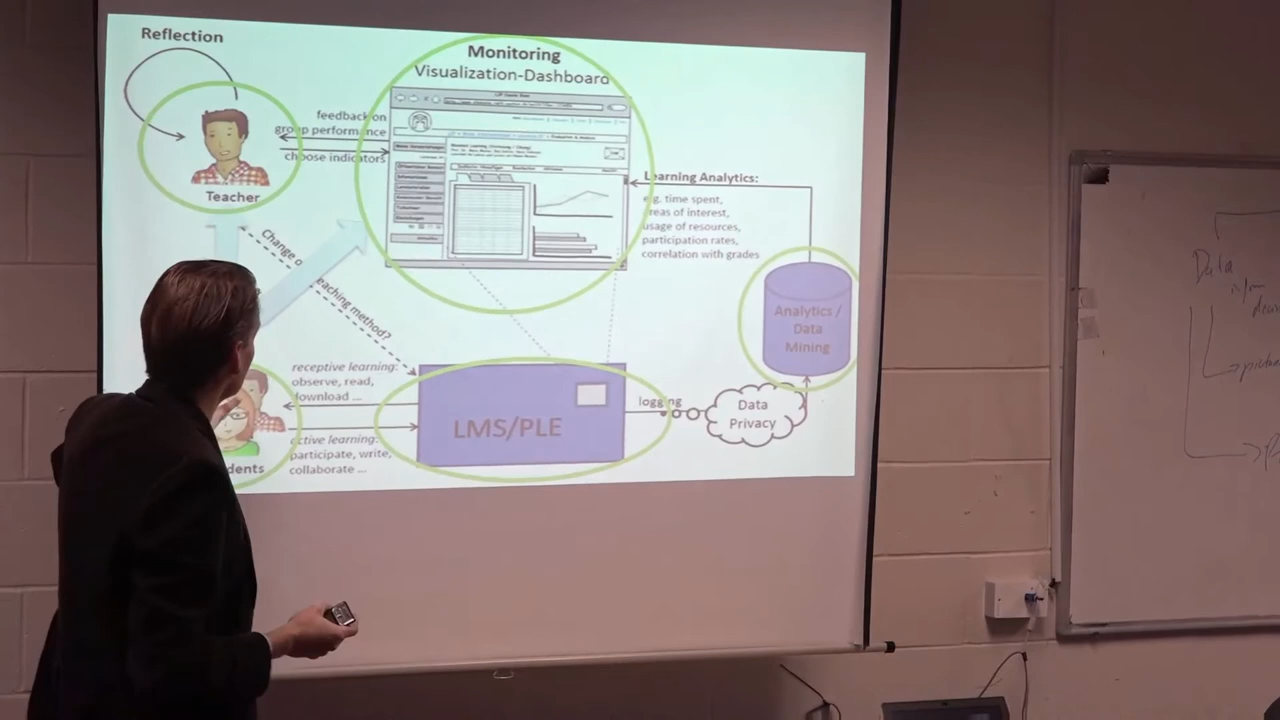 Reflection
Monitoring
Visualization-Dashboard
feedback on
group performance
choose indicators
Teacher
Learning Analytics:
e.g. time spent,
areas of interest,
usage of resources,
participation rates,
correlation with grades
Change o
eaching method?
Analytics /
Data
Mining
receptive learning:
observe, read,
download ...
LMS/PLE
logging
Data
Privacy
active learning:
participate, write,
collaborate ...
dents
Data